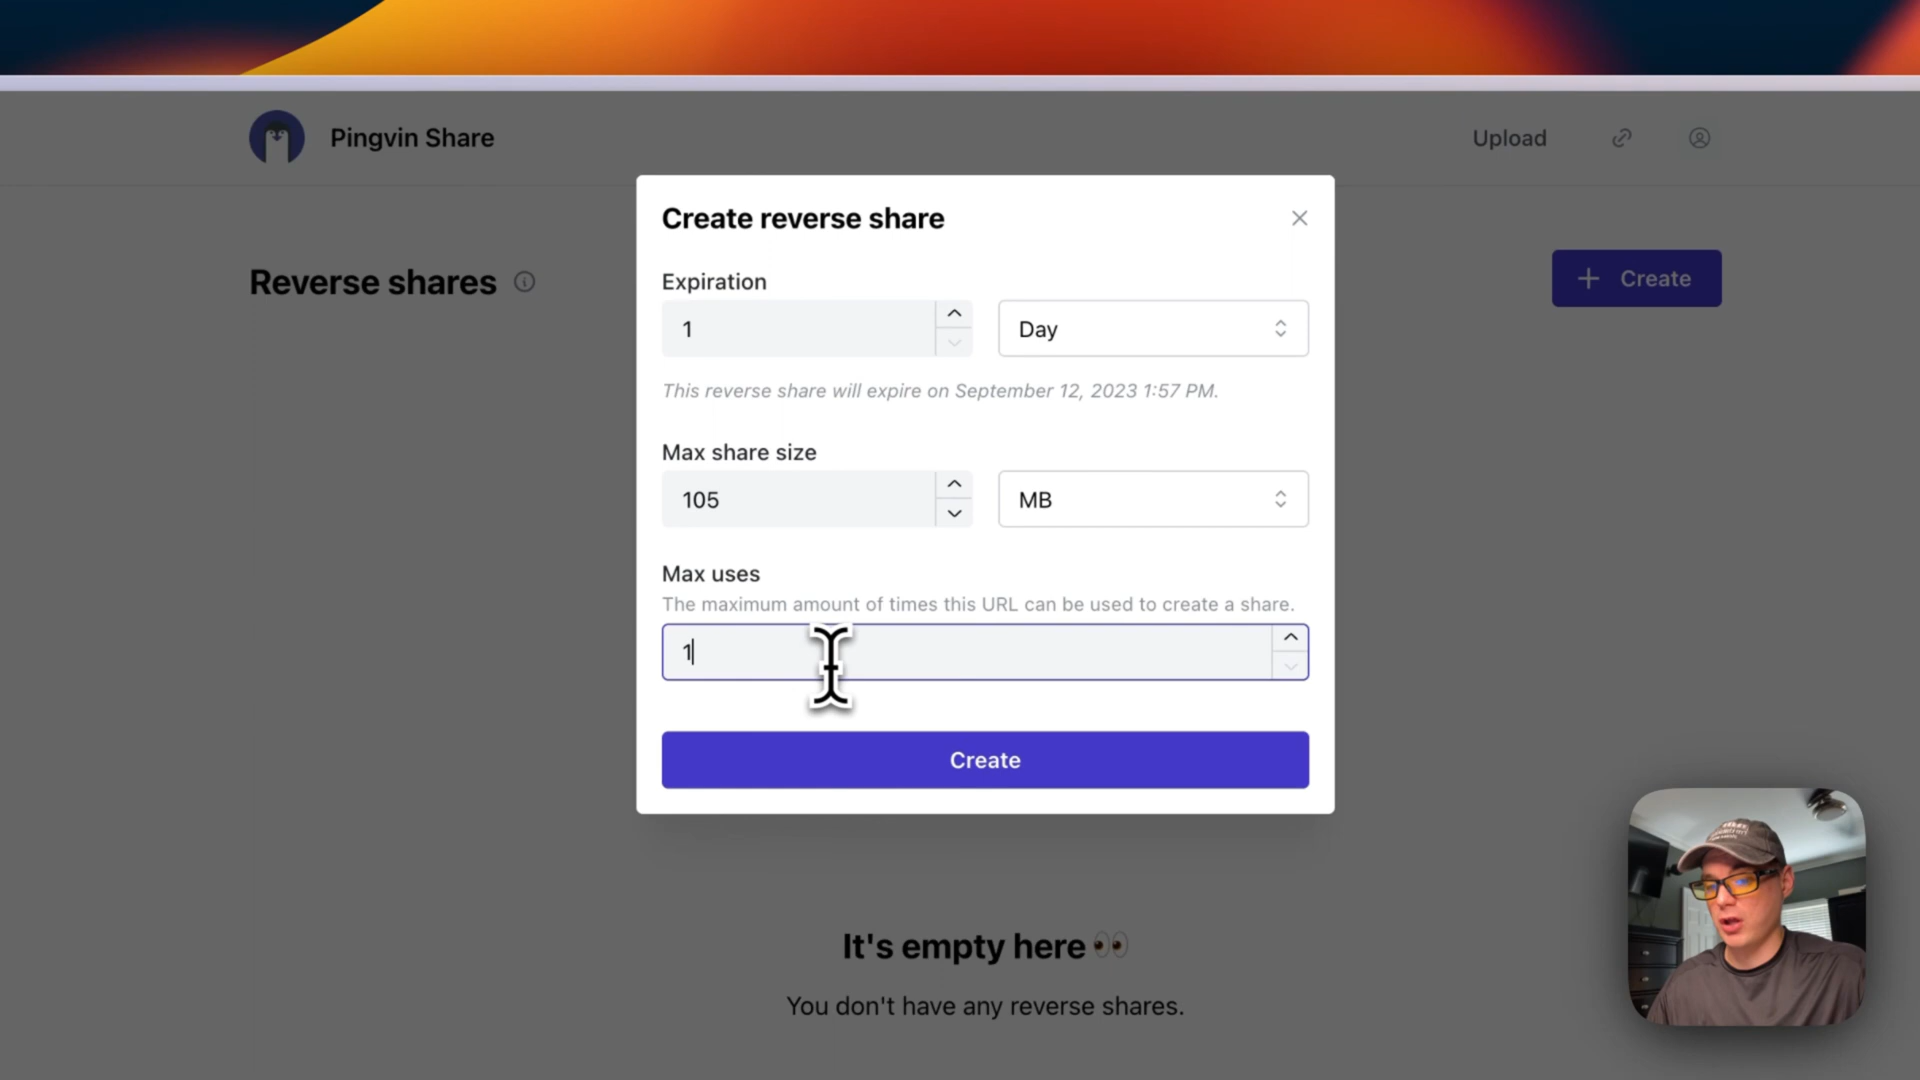 Pingvin Share
Upload
Create reverse share
Reverse shares
Create
Expiration
1
Day
This reverse share will expire on September 12, 2023 1:57 PM.
Max share size
105
MB
Max uses
The maximum amount of times this URL can be used to create a share.
1
Create
It's empty here 👀
You don't have any reverse shares.